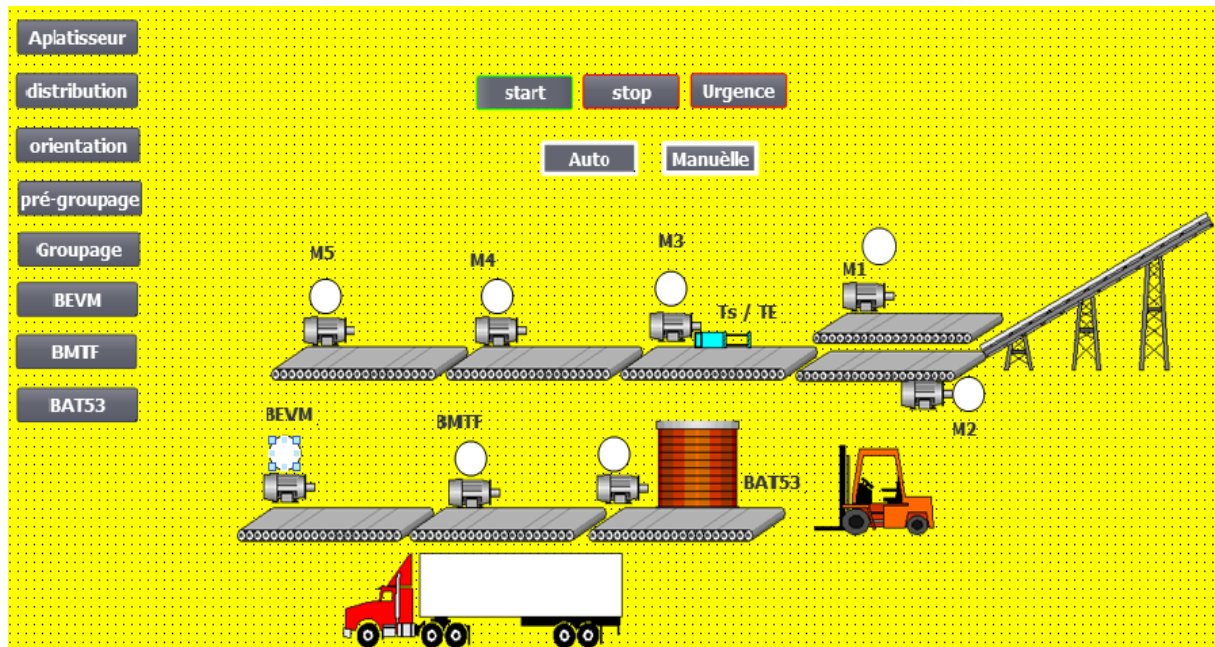 Aplatisseur
distribution
orientation
pré-groupage
Groupage
BEVM
BMTF
BAT53
start
stop
Urgence
Auto
Manuèlle
M5
M4
M3
M1
Ts / TE
M2
BEVM
BMTF
BAT53